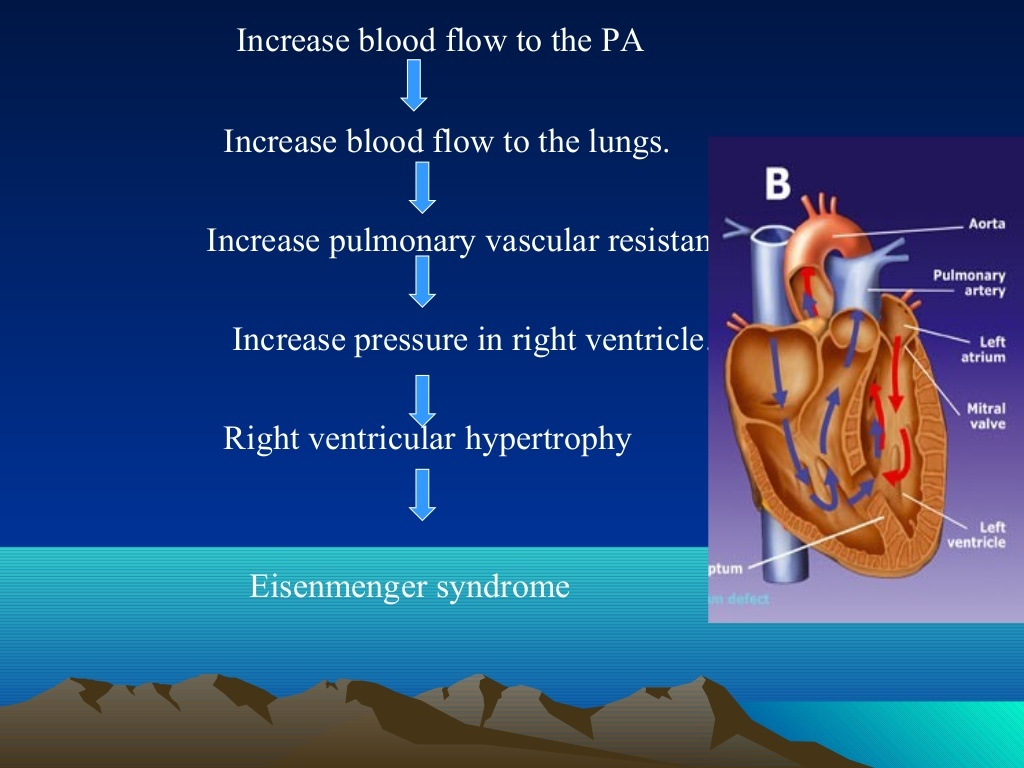 Increase blood flow to the PA
Increase blood flow to the lungs.
Increase pulmonary vascular resistan
Increase pressure in right ventricle.
Right ventricular hypertrophy
Eisenmenger syndrome
B
Aorta
Pulmonary
artery
Left
atrium
Mitral
valve
Left
ventricle
ptum
sm defect